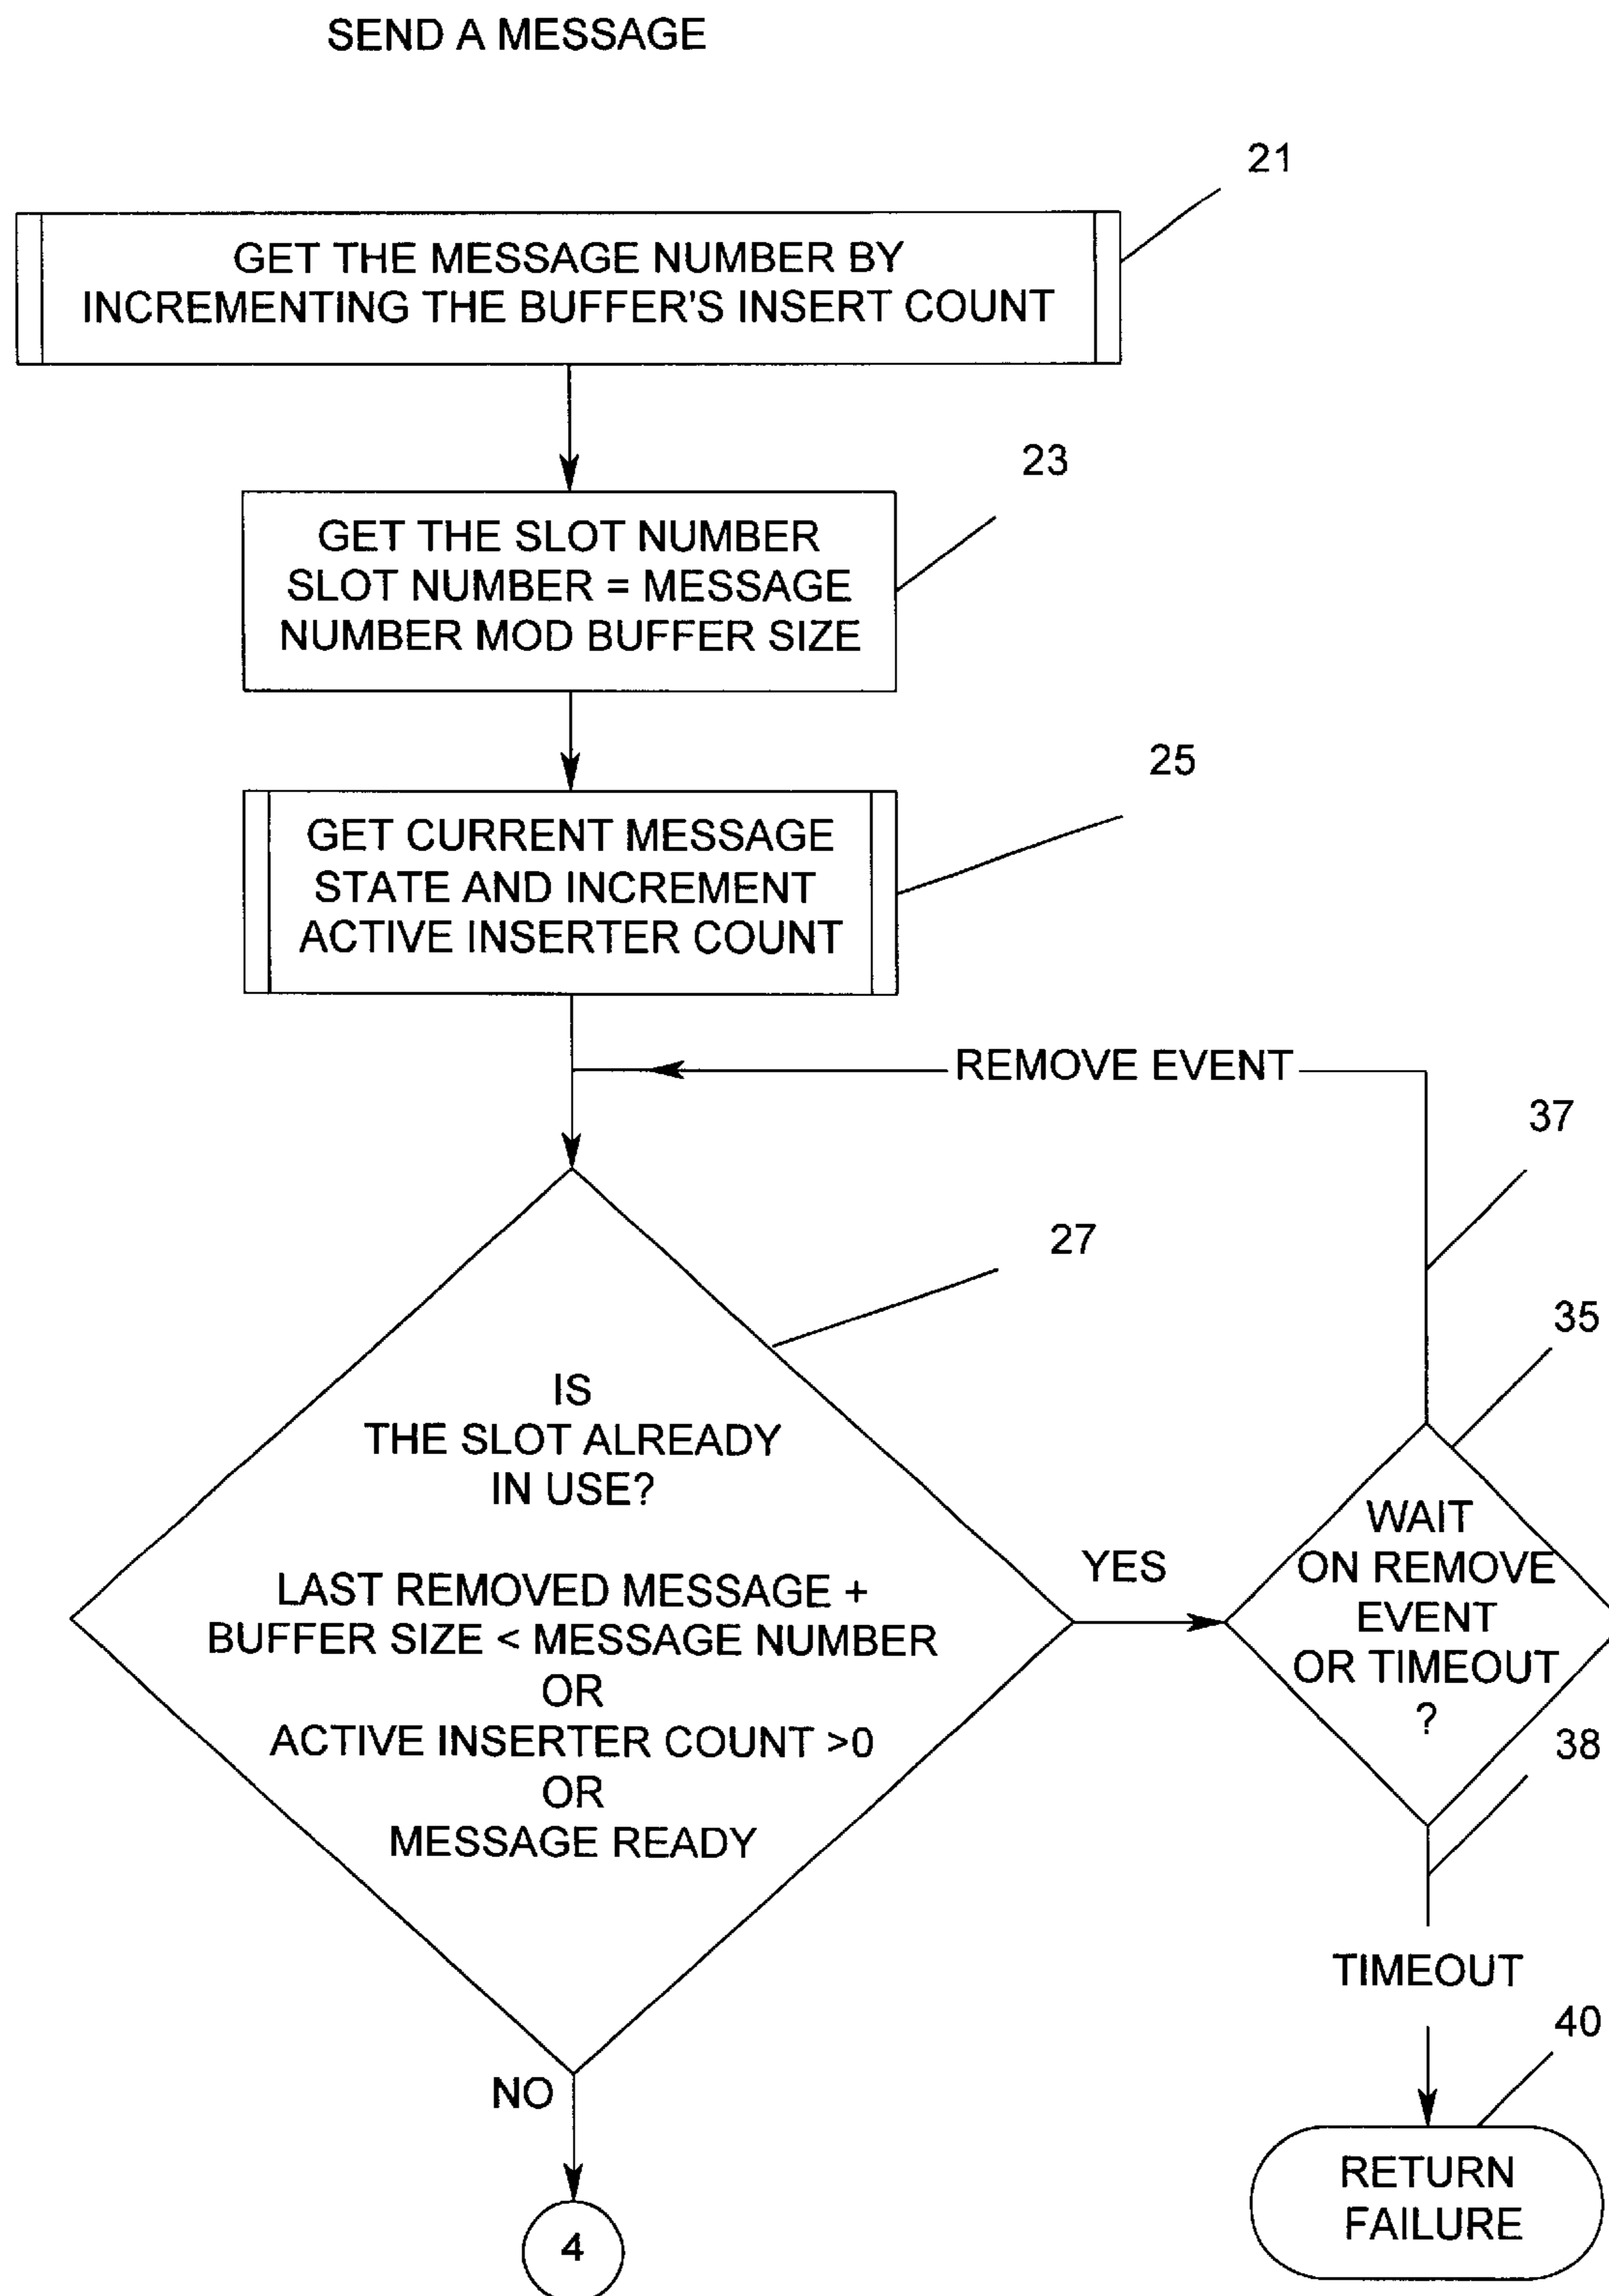 SEND A MESSAGE
21
GET THE MESSAGE NUMBER BY
INCREMENTING THE BUFFER'S INSERT COUNT
23
GET THE SLOT NUMBER
SLOT NUMBER = MESSAGE
NUMBER MOD BUFFER SIZE
25
GET CURRENT MESSAGE
STATE AND INCREMENT
ACTIVE INSERTER COUNT
REMOVE EVENT
37
27
35
IS
THE SLOT ALREADY
IN USE?
LAST REMOVED MESSAGE +
BUFFER SIZE < MESSAGE NUMBER
OR
ACTIVE INSERTER COUNT >0
OR
MESSAGE READY
YES
WAIT
ON REMOVE
EVENT
OR TIMEOUT
?
38
TIMEOUT
40
NO
RETURN
FAILURE
4